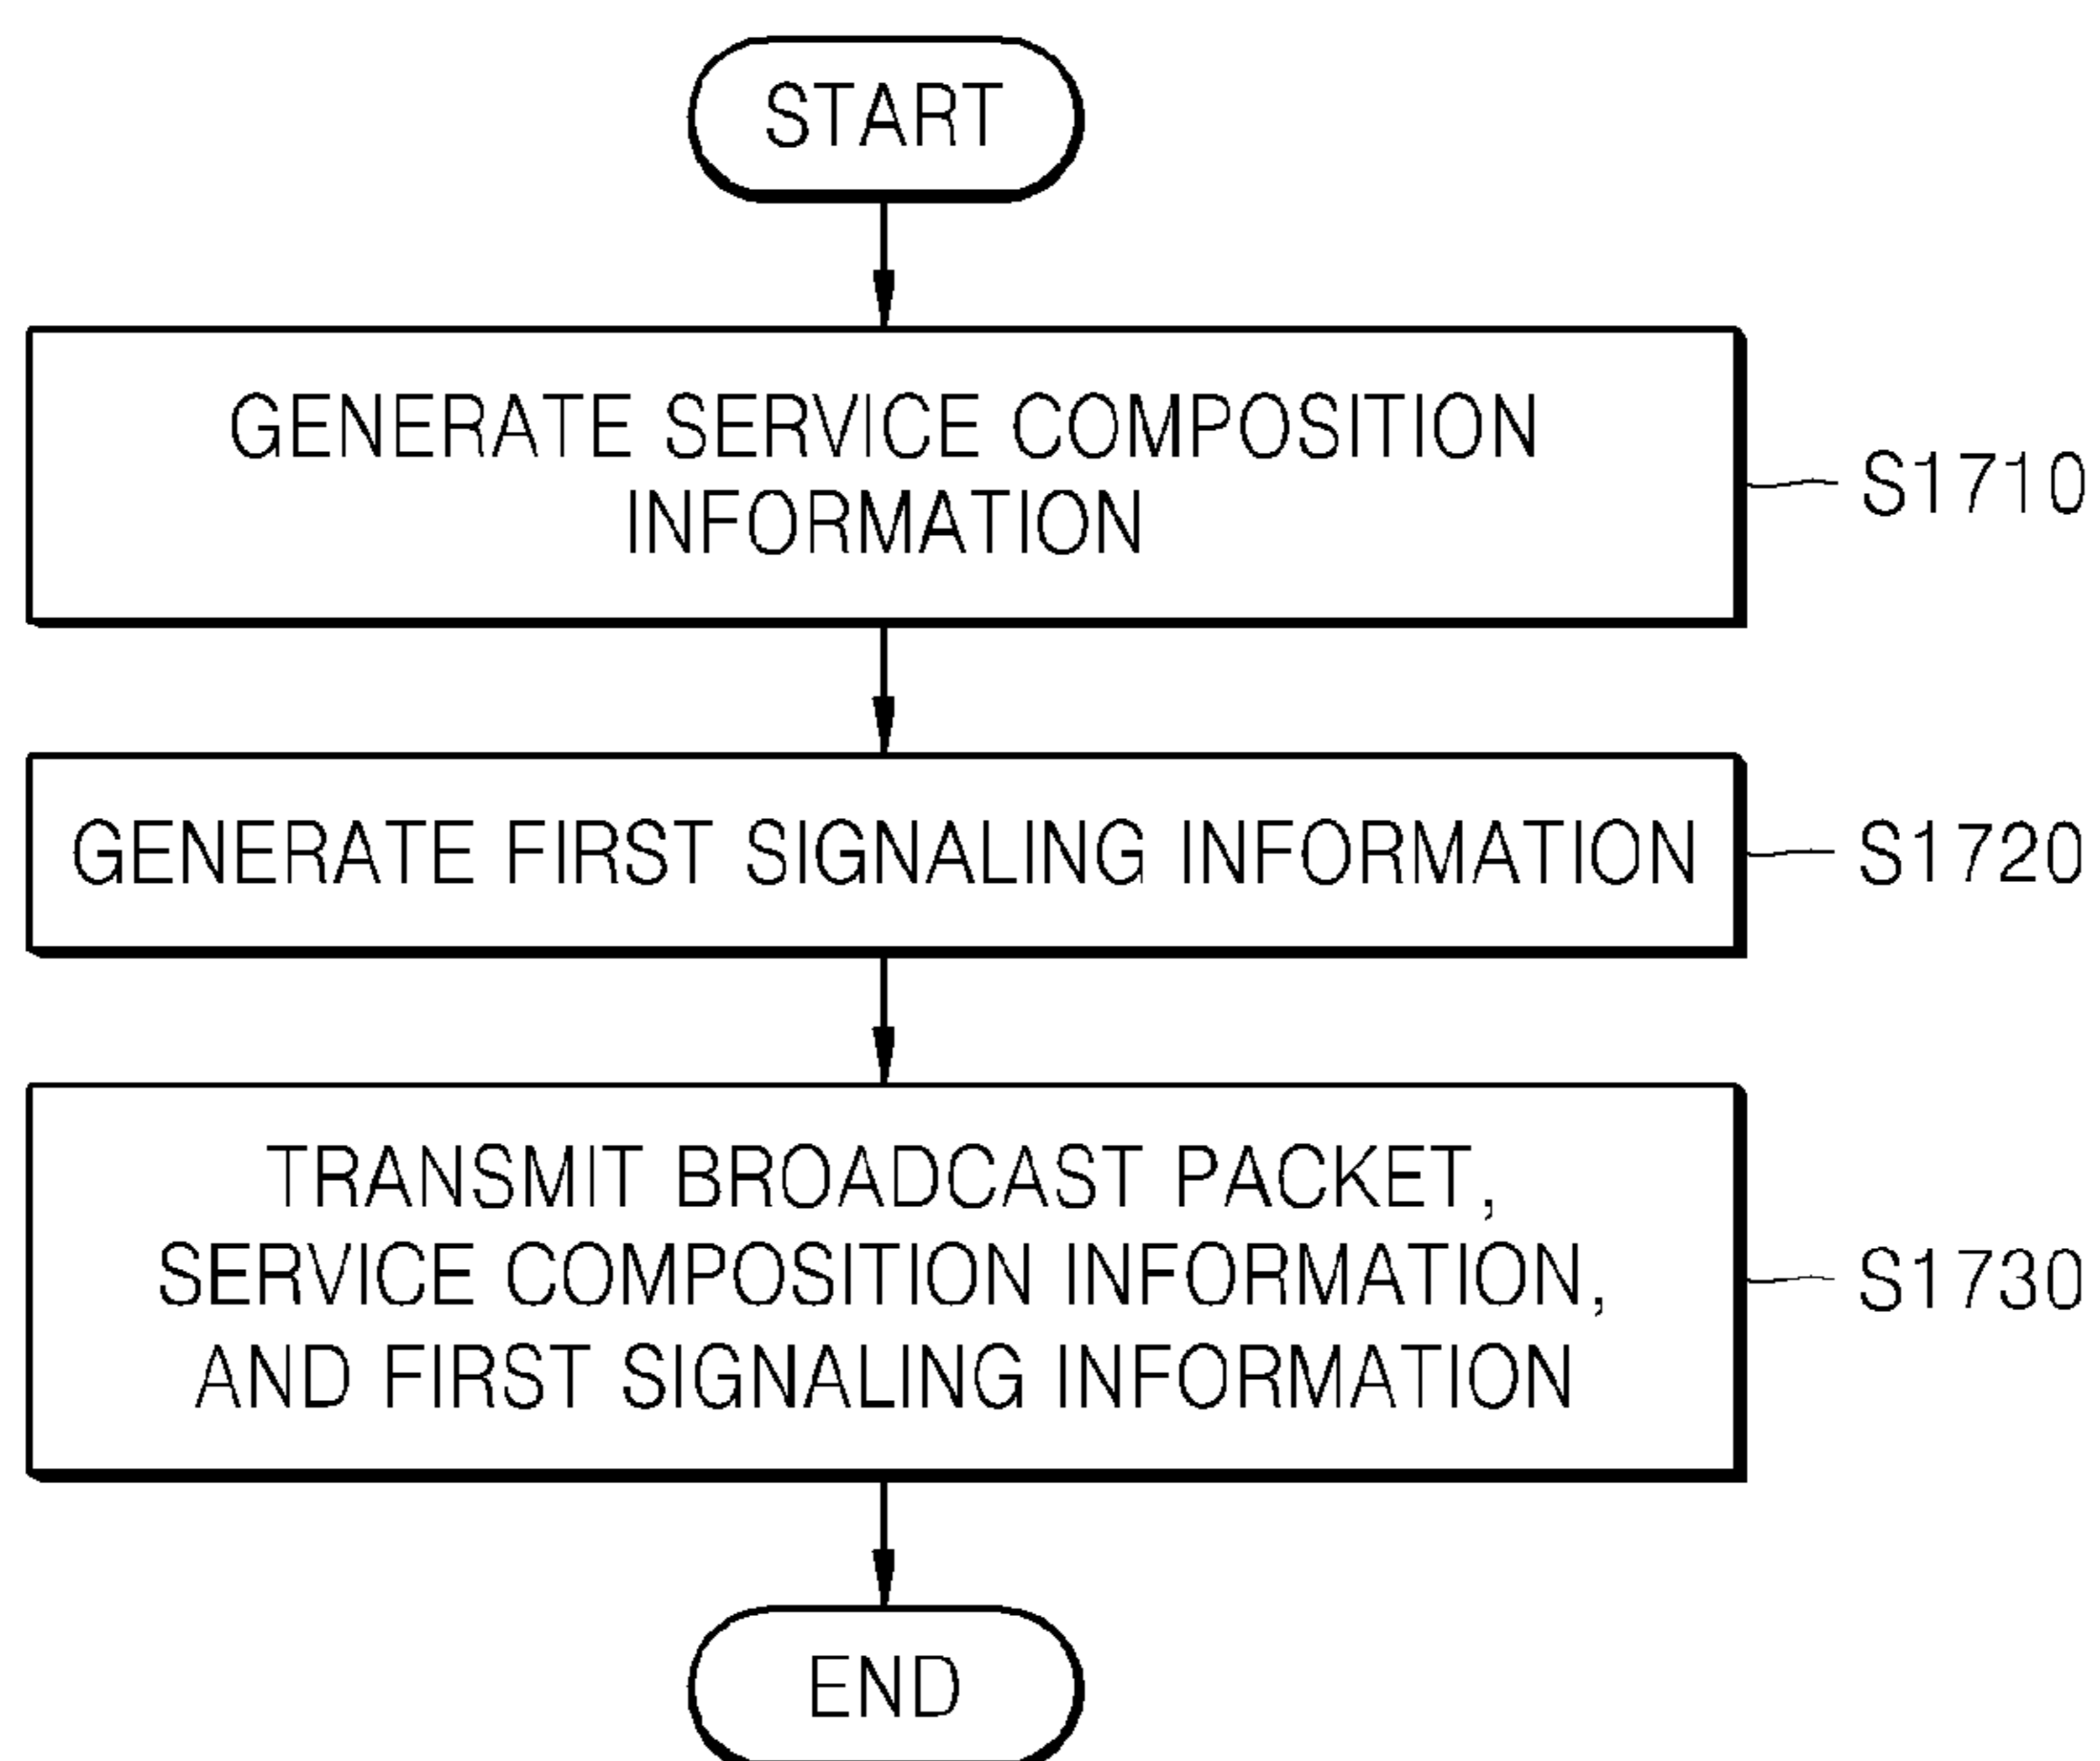 START
GENERATE SERVICE COMPOSITION
INFORMATION
S1710
GENERATE FIRST SIGNALING INFORMATION
S1720
TRANSMIT BROADCAST PACKET,
SERVICE COMPOSITION INFORMATION,
AND FIRST SIGNALING INFORMATION
S1730
END